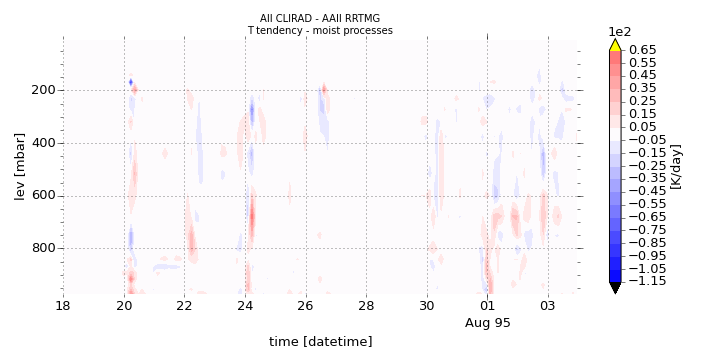 All CLIRAD - AAll RRTMG
T tendency - moist processes
1e2
0.65
0.55
0.45
0.35
0.25
0.15
0.05
−0.05
−0.15
−0.25
−0.35
−0.45
−0.55
−0.65
−0.75
−0.85
−0.95
−1.05
−1.15
[K/day]
lev [mbar]
200
400
600
800
18 20 22 24 26 28 30 01 03
Aug 95
time [datetime]